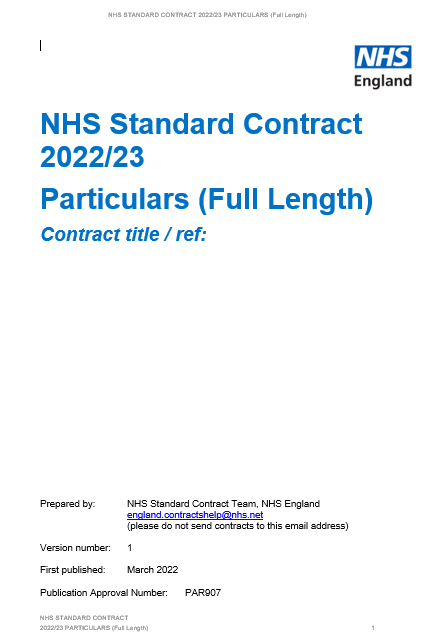 NHS STANDARD CONTRACT 2022/23 PARTICULARS (Full Length)
NHS
England
NHS Standard Contract
2022/23
Particulars (Full Length)
Contract title / ref:
Prepared by: NHS Standard Contract Team, NHS England
england.contractshelp@nhs.net
(please do not send contracts to this email address)
Version number: 1
First published: March 2022
Publication Approval Number: PAR907
NHS STANDARD CONTRACT
2022/23 PARTICULARS (Full Length) 1